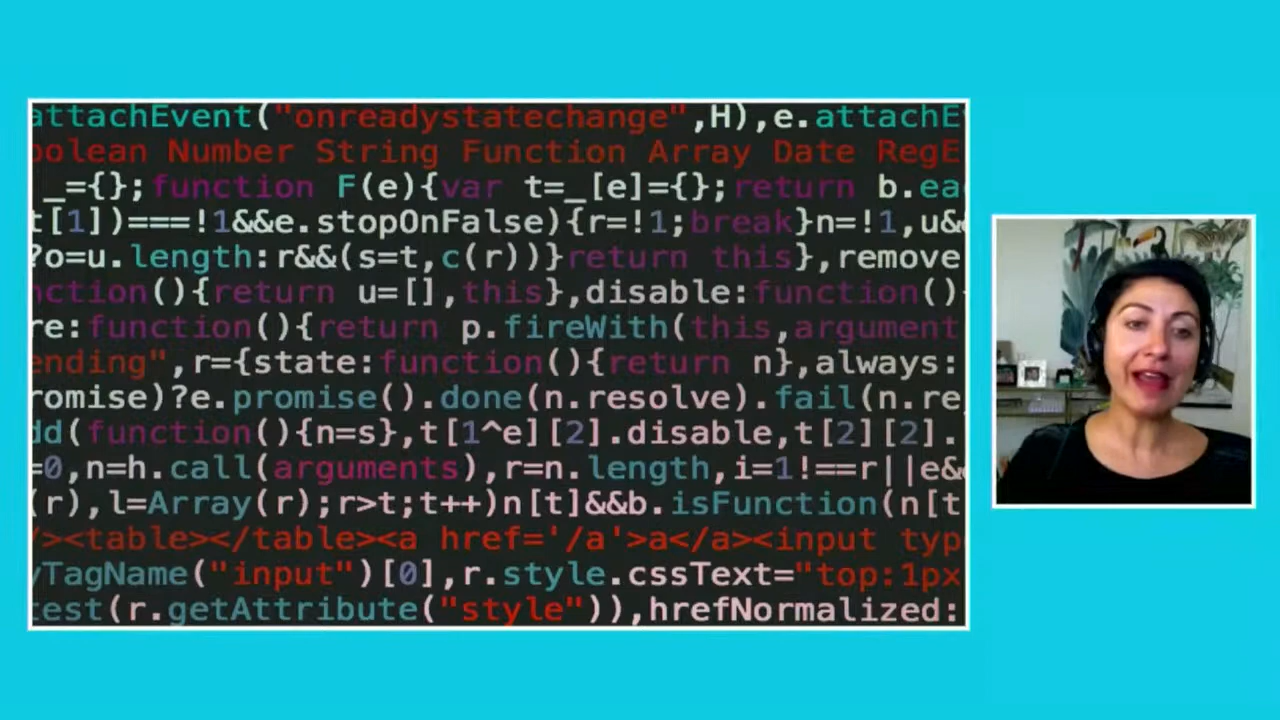 attachEvent("onreadystatechange",H),e.attachE
oolean Number String Function Array Date RegE
_={};function F(e){var t=_[e]={};return b.ea
t[1])===!1&&e.stopOnFalse){r=!1;break}n=!1,u&
?o=u.length:r&&(s=t,c(r))}return this},remove
nction(){return u=[],this},disable:function()
re:function(){return p.fireWith(this,argument
ending",r={state:function(){return n},always:
romise)?e.promise().done(n.resolve).fail(n.re
dd(function(){n=s},t[1^e][2].disable,t[2][2].
=0,n=h.call(arguments),r=n.length,i=1!==r||e&
(r),l=Array(r);r>t;t++)n[t]&&b.isFunction(n[t
/><table></table><a href='/a'>a</a><input typ
yTagName("input")[0],r.style.cssText="top:1px
test(r.getAttribute("style")),hrefNormalized: